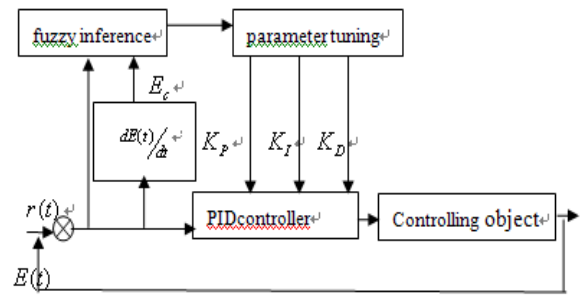 fuzzy inference
parameter tuning
E_c
dE(t)/dt
K_P
K_I
K_D
r(t)
PIDcontroller
Controlling object
E(t)